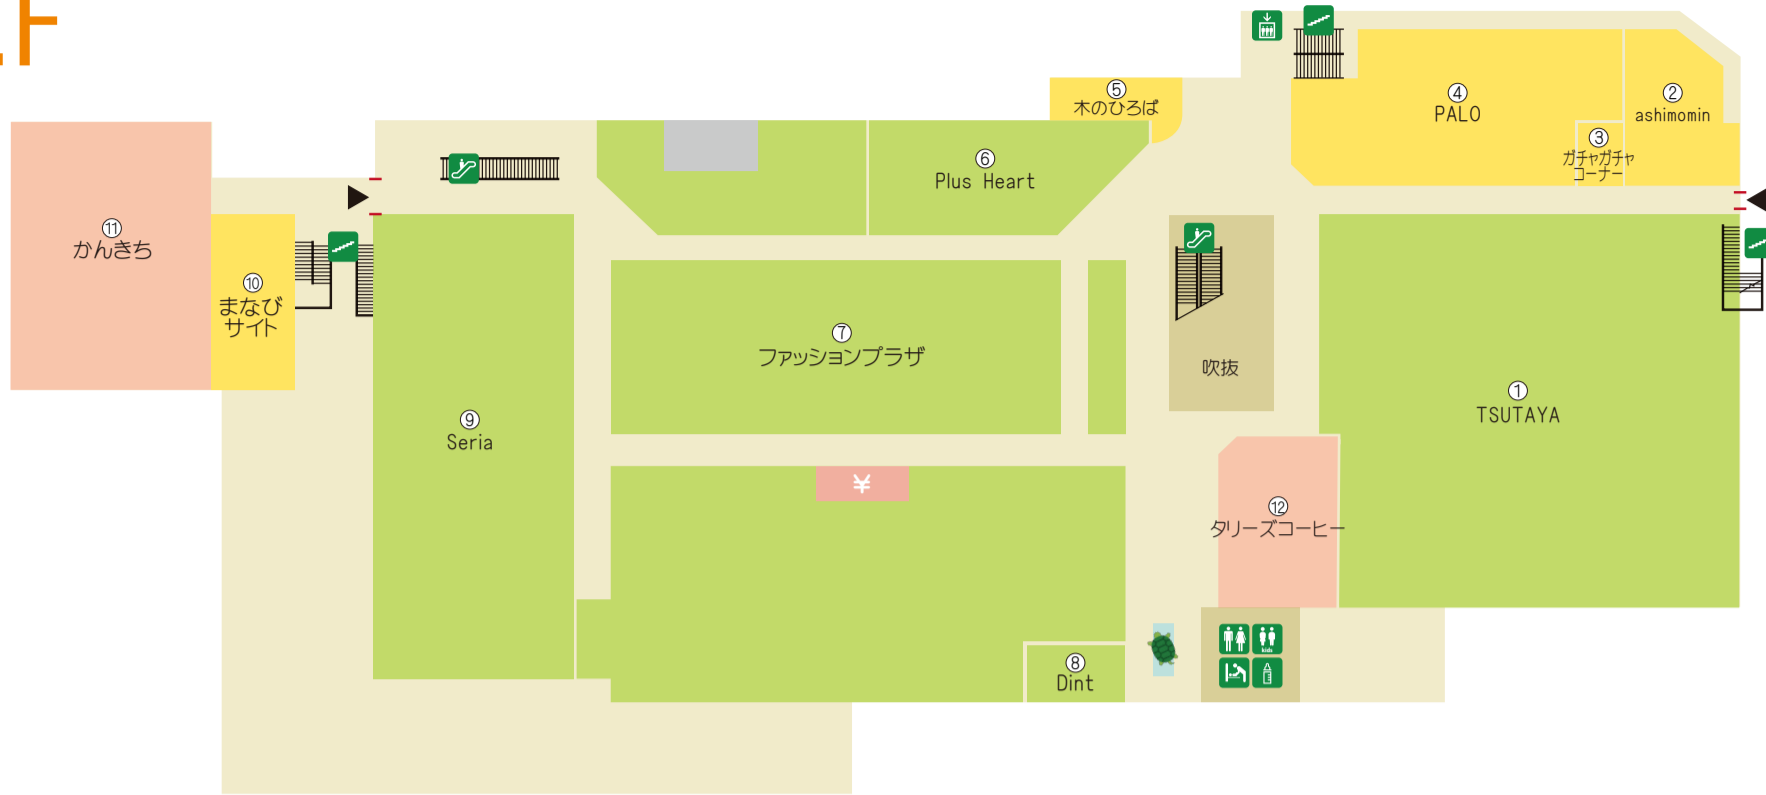 ⑤
木のひろば
④
PALO
②
ashimomin
③
ガチャガチャ
コーナー
⑥
Plus Heart
⑪
かんきち
⑩
まなび
サイト
⑦
ファッションプラザ
吹抜
①
TSUTAYA
⑨
Seria
¥
⑫
タリーズコーヒー
kids
⑧
Dint